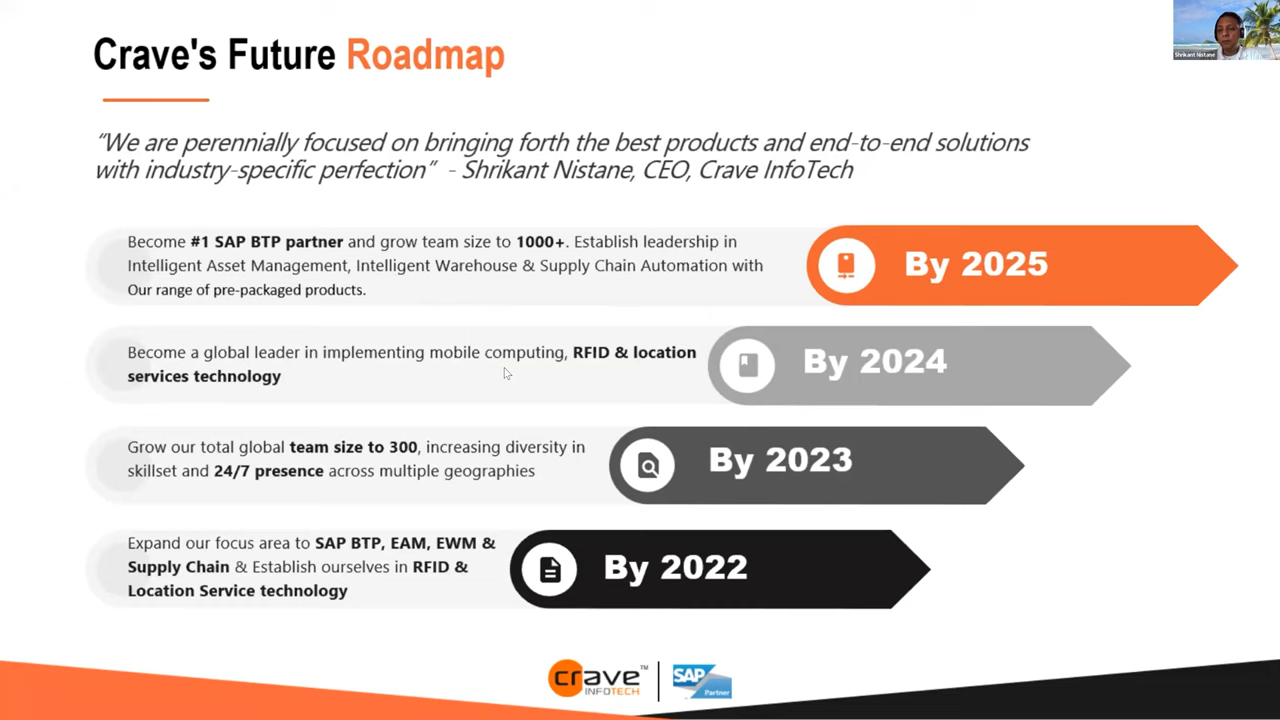 Crave's Future Roadmap
Shrikant Nistane
"We are perennially focused on bringing forth the best products and end-to-end solutions
with industry-specific perfection" - Shrikant Nistane, CEO, Crave InfoTech
Become #1 SAP BTP partner and grow team size to 1000+. Establish leadership in
Intelligent Asset Management, Intelligent Warehouse & Supply Chain Automation with
Our range of pre-packaged products.
By 2025
Become a global leader in implementing mobile computing, RFID & location
services technology
By 2024
Grow our total global team size to 300, increasing diversity in
skillset and 24/7 presence across multiple geographies
By 2023
Expand our focus area to SAP BTP, EAM, EWM &
Supply Chain & Establish ourselves in RFID &
Location Service technology
By 2022
crave™
INFOTECH
SAP
Partner